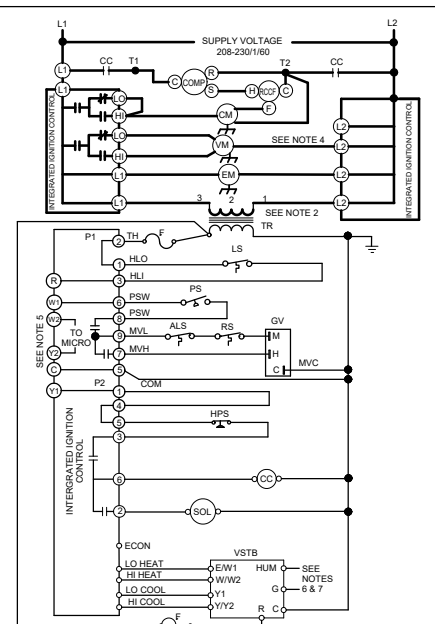 L1 L2
SUPPLY VOLTAGE
208-230/1/60
CC T1 T2 CC
L1 C COMP R S H RCCF C F
L1 LO HI CM L2
LO HI VM SEE NOTE 4 L2
L1 EM L2
L1 3 2 1 L2
INTEGRATED IGNITION CONTROL
INTEGRATED IGNITION CONTROL
SEE NOTE 2
TR
P1 2 TH F
LS
1 HLO
R 3 HLI
PS
W1 6 PSW
W2 8 PSW
TO
MICRO
9 MVL ALS RS GV M
Y2 7 MVH H
C 5 C MVC
SEE NOTE 5
Y1 P2 1 COM
4
5 HPS
3
INTERGRATED IGNITION
CONTROL
6 CC
2 SOL
ECON
VSTB
LO HEAT E/W1 HUM SEE
HI HEAT W/W2 NOTES
LO COOL Y1 G 6 & 7
HI COOL Y/Y2 R C
F